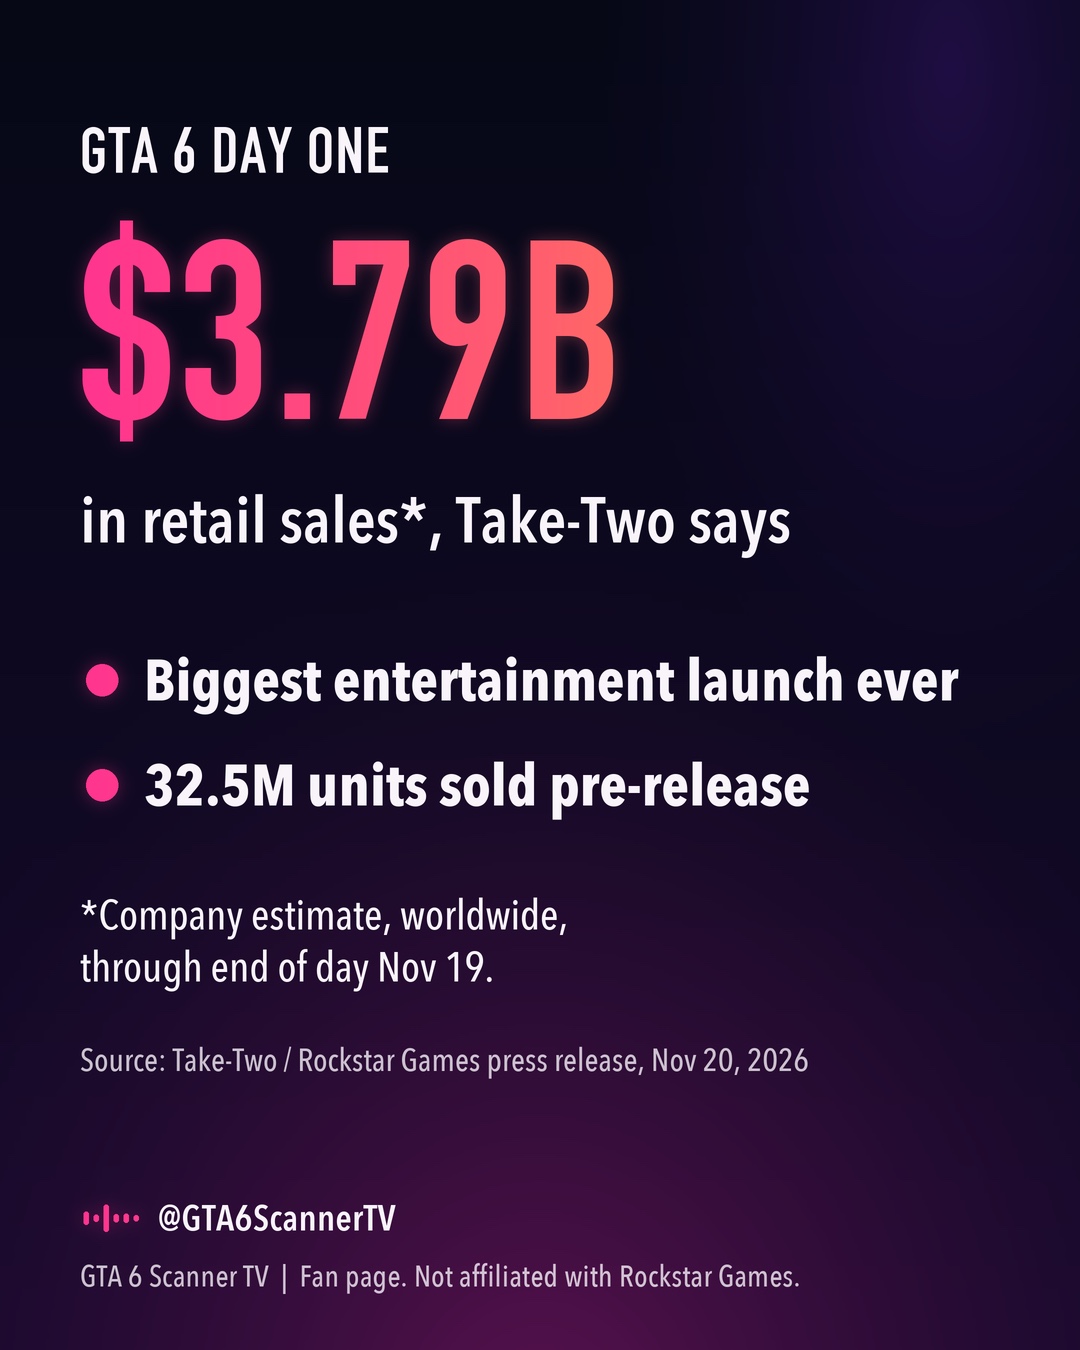 GTA 6 DAY ONE
$3.79B
in retail sales*, Take-Two says
Biggest entertainment launch ever
32.5M units sold pre-release
*Company estimate, worldwide,
through end of day Nov 19.
Source: Take-Two / Rockstar Games press release, Nov 20, 2026
@GTA6ScannerTV
GTA 6 Scanner TV | Fan page. Not affiliated with Rockstar Games.